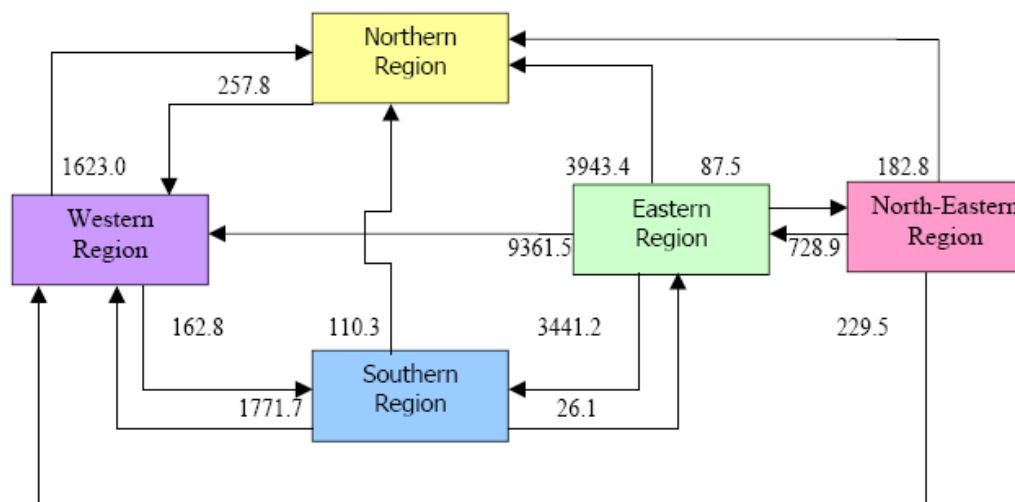 Northern
Region
257.8
1623.0
3943.4
87.5
182.8
Western
Region
Eastern
Region
North-Eastern
Region
9361.5
728.9
162.8
110.3
3441.2
229.5
Southern
Region
1771.7
26.1